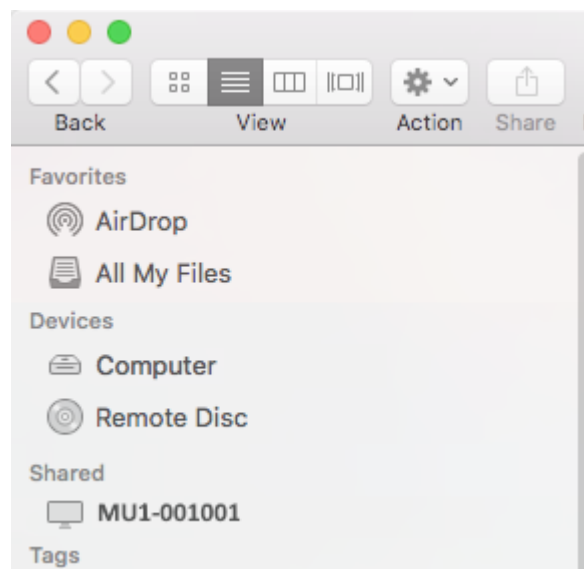 Back View Action Share
Favorites
AirDrop
All My Files
Devices
Computer
Remote Disc
Shared
MU1-001001
Tags